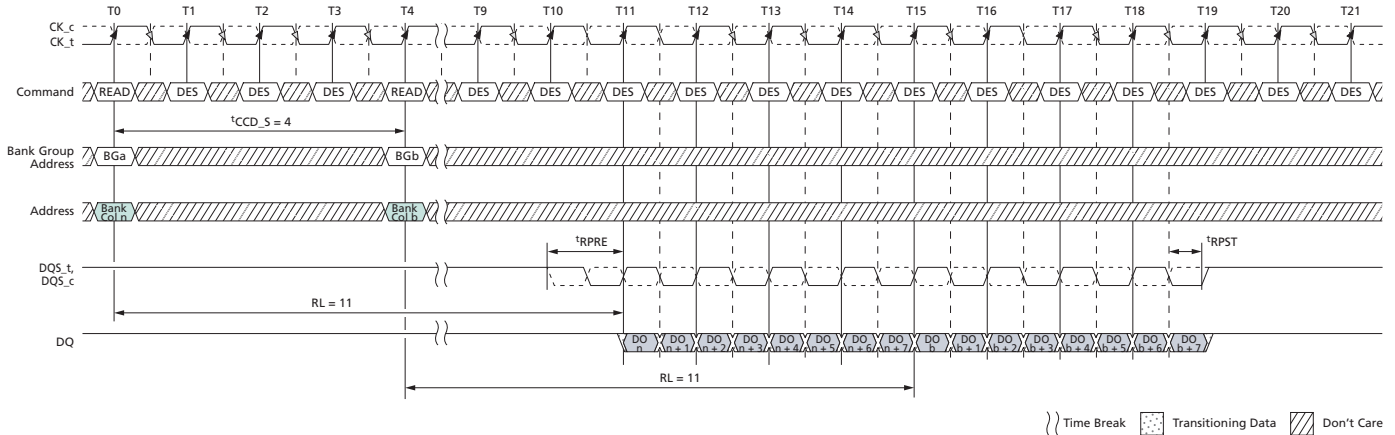 T0 T1 T2 T3 T4 T9 T10 T11 T12 T13 T14 T15 T16 T17 T18 T19 T20 T21
CK_c
CK_t
Command READ DES DES DES READ DES DES DES DES DES DES DES DES DES DES DES DES DES
tCCD_S = 4
Bank Group
Address
BGa BGb
Address
Bank
Col n
Bank
Col b
tRPRE tRPST
DQS_t,
DQS_c
RL = 11
DQ
DO
n
DO
n + 1
DO
n + 2
DO
n + 3
DO
n + 4
DO
n + 5
DO
n + 6
DO
n + 7
DO
b
DO
b + 1
DO
b + 2
DO
b + 3
DO
b + 4
DO
b + 5
DO
b + 6
DO
b + 7
RL = 11
Time Break Transitioning Data Don't Care